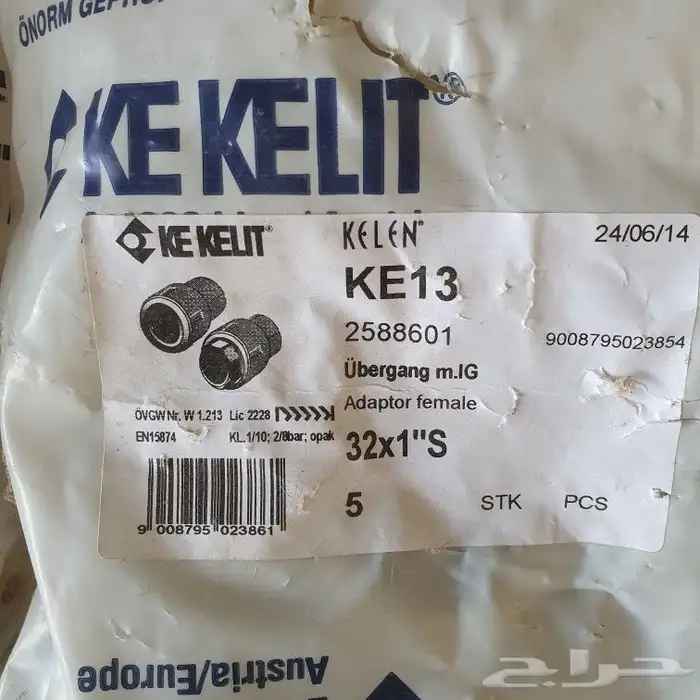 ÖNORM GEPRÜ
KE KELIT®
KE KELIT® KELEN® 24/06/14
KE13
2588601 9008795023854
Übergang m.IG
Adaptor female
ÖVGW Nr. W 1.213 Lic 2228
EN15874 KL.1/10; 2/8bar; opak
32x1"S
5 STK PCS
9 008795 023861
Austria/Europe
حراج